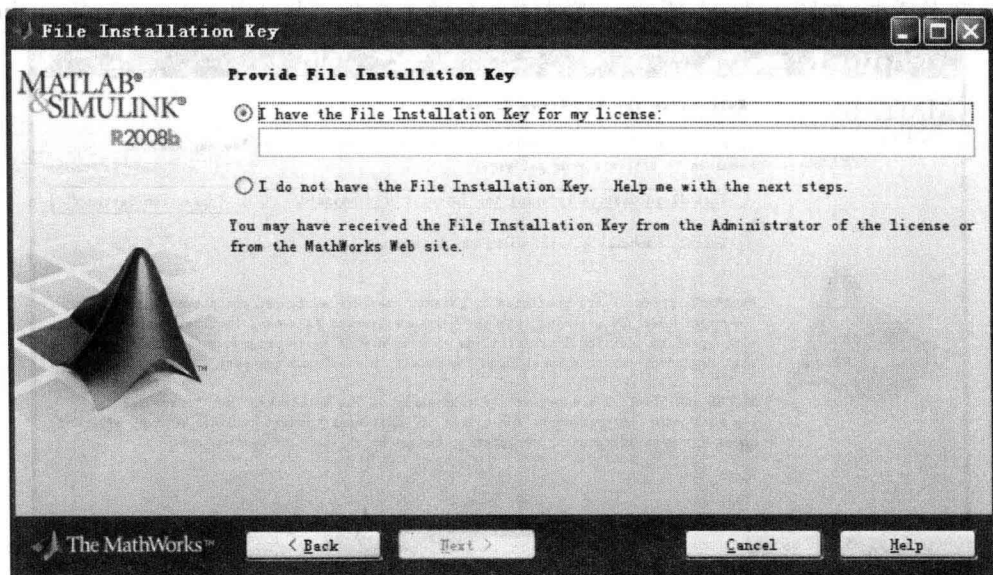 File Installation Key
MATLAB®
&SIMULINK®
R2008b
Provide File Installation Key
I have the File Installation Key for my license:
I do not have the File Installation Key. Help me with the next steps.
You may have received the File Installation Key from the Administrator of the license or
from the MathWorks Web site.
TM
The MathWorks™
< Back
Next >
Cancel
Help